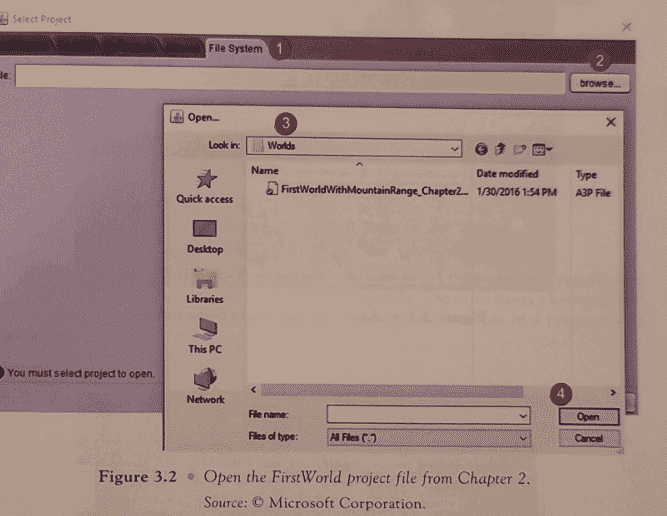 Select Project
File System 1
le: 2
browse...
Open...
3
Look in: Worlds
Name Date modified Type
FirstWorldWithMountainRange_Chapter2... 1/30/2016 1:54 PM A3P File
Quick access
Desktop
Libraries
This PC
You must select project to open.
Network
4
File name: Open
Files of type: All Files (*.*) Cancel
Figure 3.2 • Open the FirstWorld project file from Chapter 2.
Source: © Microsoft Corporation.